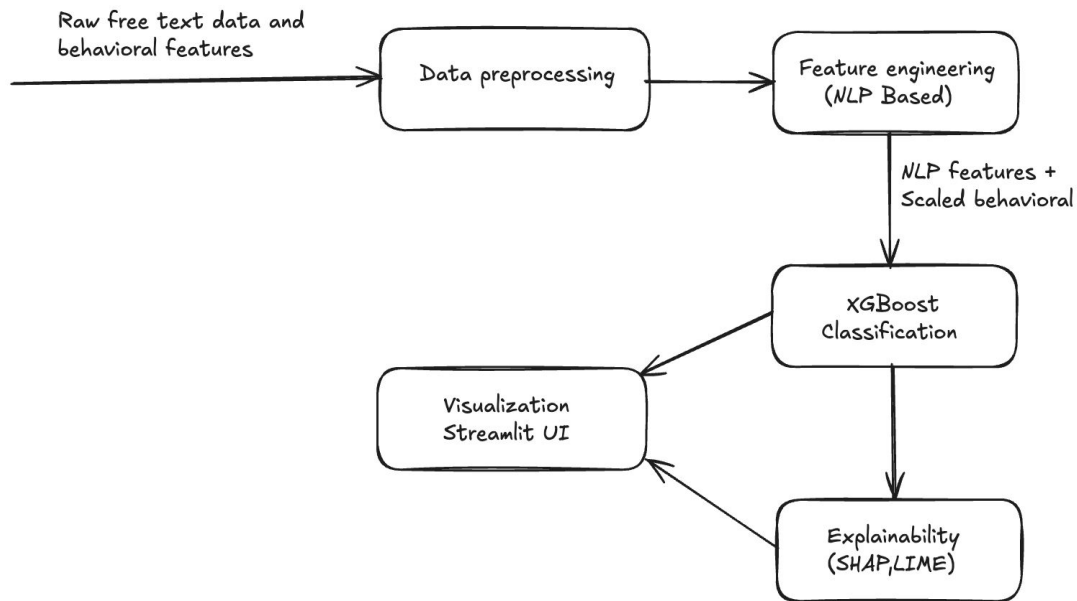 Raw free text data and
behavioral features
Data preprocessing
Feature engineering
(NLP Based)
NLP features +
Scaled behavioral
XGBoost
Classification
Visualization
Streamlit UI
Explainability
(SHAP,LIME)